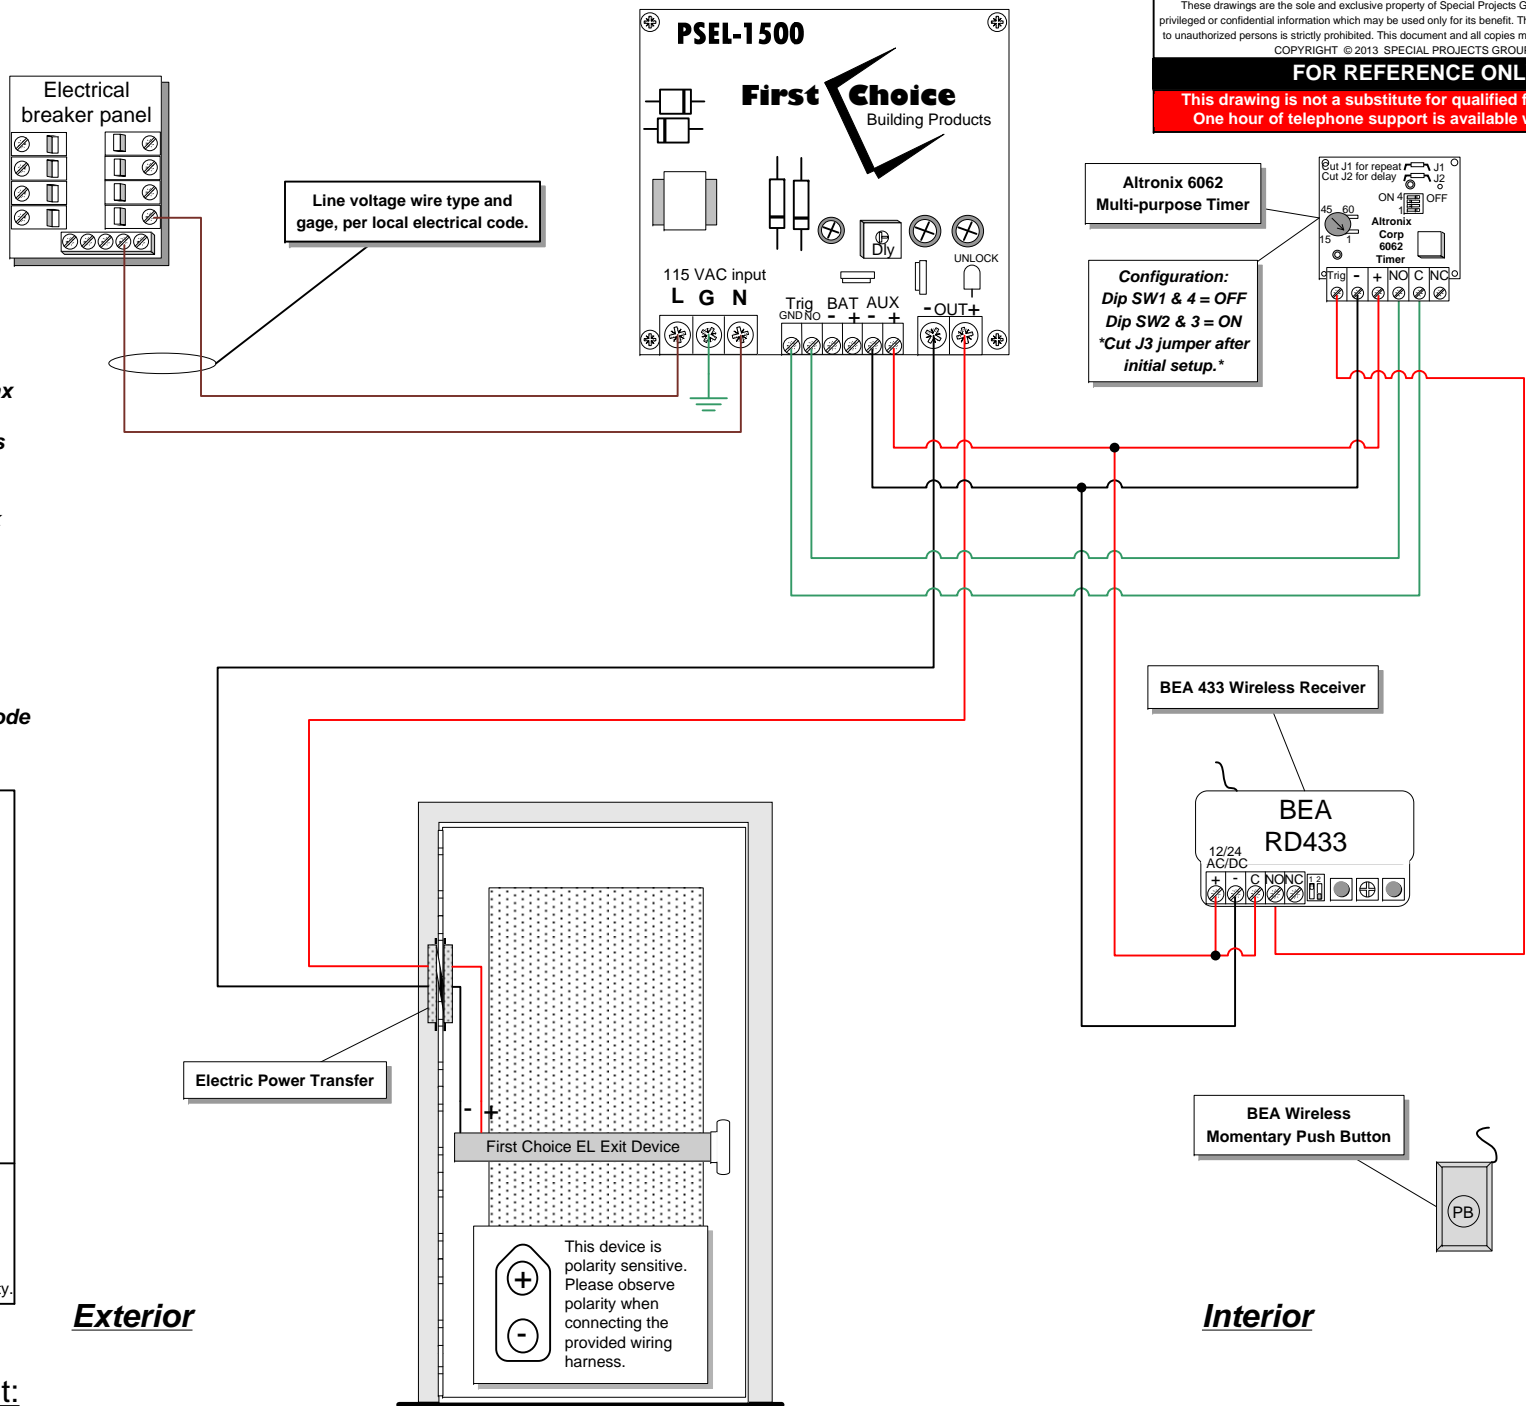 These drawings are the sole and exclusive property of Special Projects G
privileged or confidential information which may be used only for its benefit. Th
to unauthorized persons is strictly prohibited. This document and all copies m
COPYRIGHT © 2013 SPECIAL PROJECTS GROUP
FOR REFERENCE ONL
This drawing is not a substitute for qualified f
One hour of telephone support is available w
PSEL-1500
First Choice
Building Products
Dly
UNLOCK
115 VAC input
L G N
Trig BAT AUX
GND NO - + - +
- OUT +
Electrical
breaker panel
Line voltage wire type and
gage, per local electrical code.
Altronix 6062
Multi-purpose Timer
Configuration:
Dip SW1 & 4 = OFF
Dip SW2 & 3 = ON
*Cut J3 jumper after
initial setup.*
Cut J1 for repeat J1
Cut J2 for delay J2
ON 4 OFF
1
45 60
15 1
Altronix
Corp
6062
Timer
Trig - + NO C NC
ox
s
ode
y.
t:
BEA 433 Wireless Receiver
BEA
RD433
12/24
AC/DC
+ - C NO NC 1 2
Electric Power Transfer
- +
First Choice EL Exit Device
BEA Wireless
Momentary Push Button
PB
+
-
This device is
polarity sensitive.
Please observe
polarity when
connecting the
provided wiring
harness.
Exterior
Interior